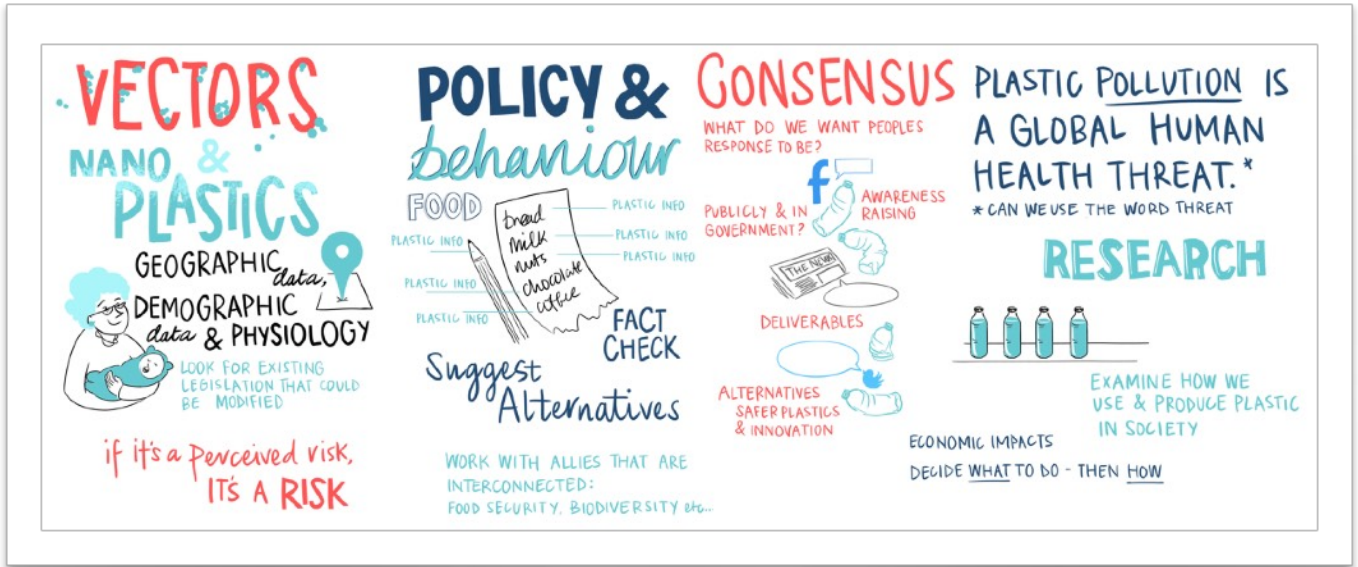 VECTORS
&
NANO
PLASTICS
GEOGRAPHIC data,
DEMOGRAPHIC
data & PHYSIOLOGY
LOOK FOR EXISTING
LEGISLATION THAT COULD
BE MODIFIED
if it's a perceived risk,
IT'S A RISK
POLICY &
behaviour
FOOD
bread
milk
nuts
chocolate
coffee
PLASTIC INFO
PLASTIC INFO
PLASTIC INFO
PLASTIC INFO
PLASTIC INFO
PLASTIC INFO
FACT
CHECK
Suggest
Alternatives
WORK WITH ALLIES THAT ARE
INTERCONNECTED:
FOOD SECURITY, BIODIVERSITY etc...
CONSENSUS
WHAT DO WE WANT PEOPLES
RESPONSE TO BE?
f
AWARENESS
RAISING
PUBLICLY & IN
GOVERNMENT?
THE NEWS
DELIVERABLES
ALTERNATIVES
SAFER PLASTICS
& INNOVATION
PLASTIC POLLUTION IS
A GLOBAL HUMAN
HEALTH THREAT.*
* CAN WE USE THE WORD THREAT
RESEARCH
EXAMINE HOW WE
USE & PRODUCE PLASTIC
IN SOCIETY
ECONOMIC IMPACTS
DECIDE WHAT TO DO - THEN HOW